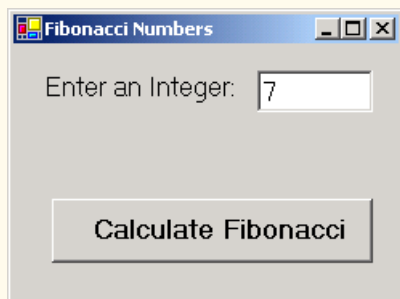 Fibonacci Numbers
Enter an Integer: 7
Calculate Fibonacci